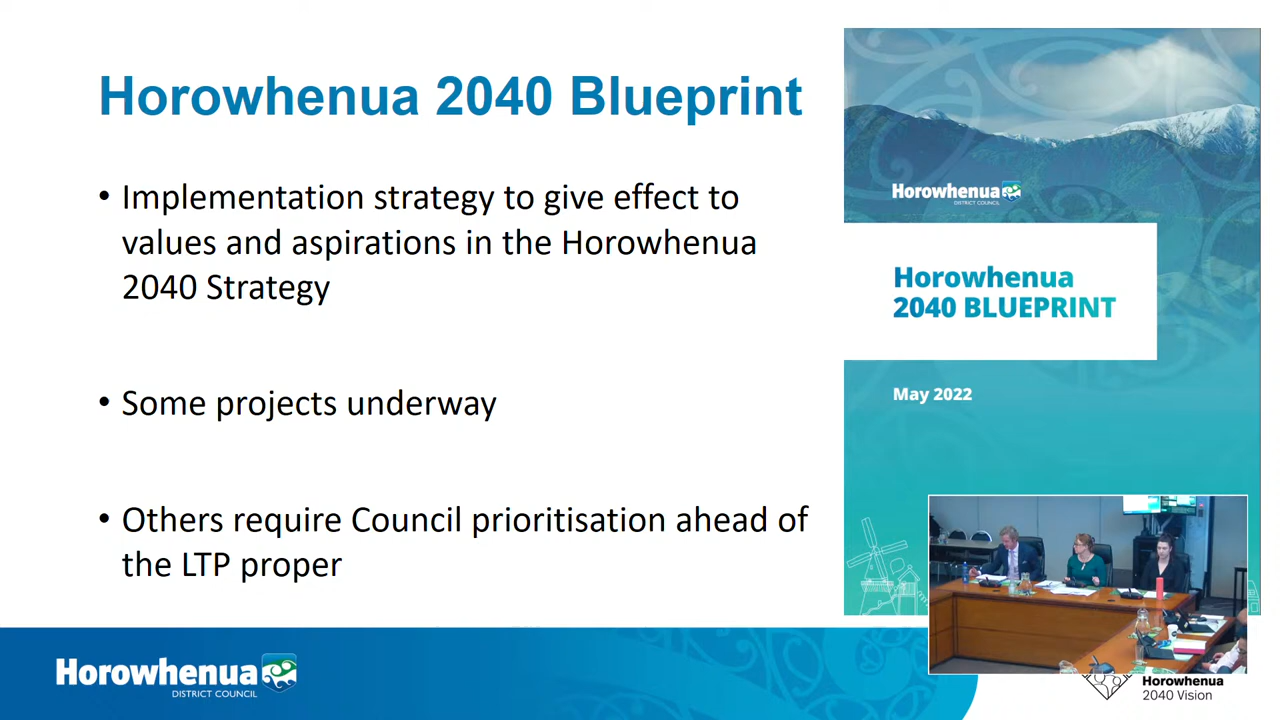 Horowhenua 2040 Blueprint
• Implementation strategy to give effect to
values and aspirations in the Horowhenua
2040 Strategy
• Some projects underway
• Others require Council prioritisation ahead of
the LTP proper
Horowhenua
DISTRICT COUNCIL
Horowhenua
2040 BLUEPRINT
May 2022
Horowhenua
DISTRICT COUNCIL
Horowhenua
2040 Vision